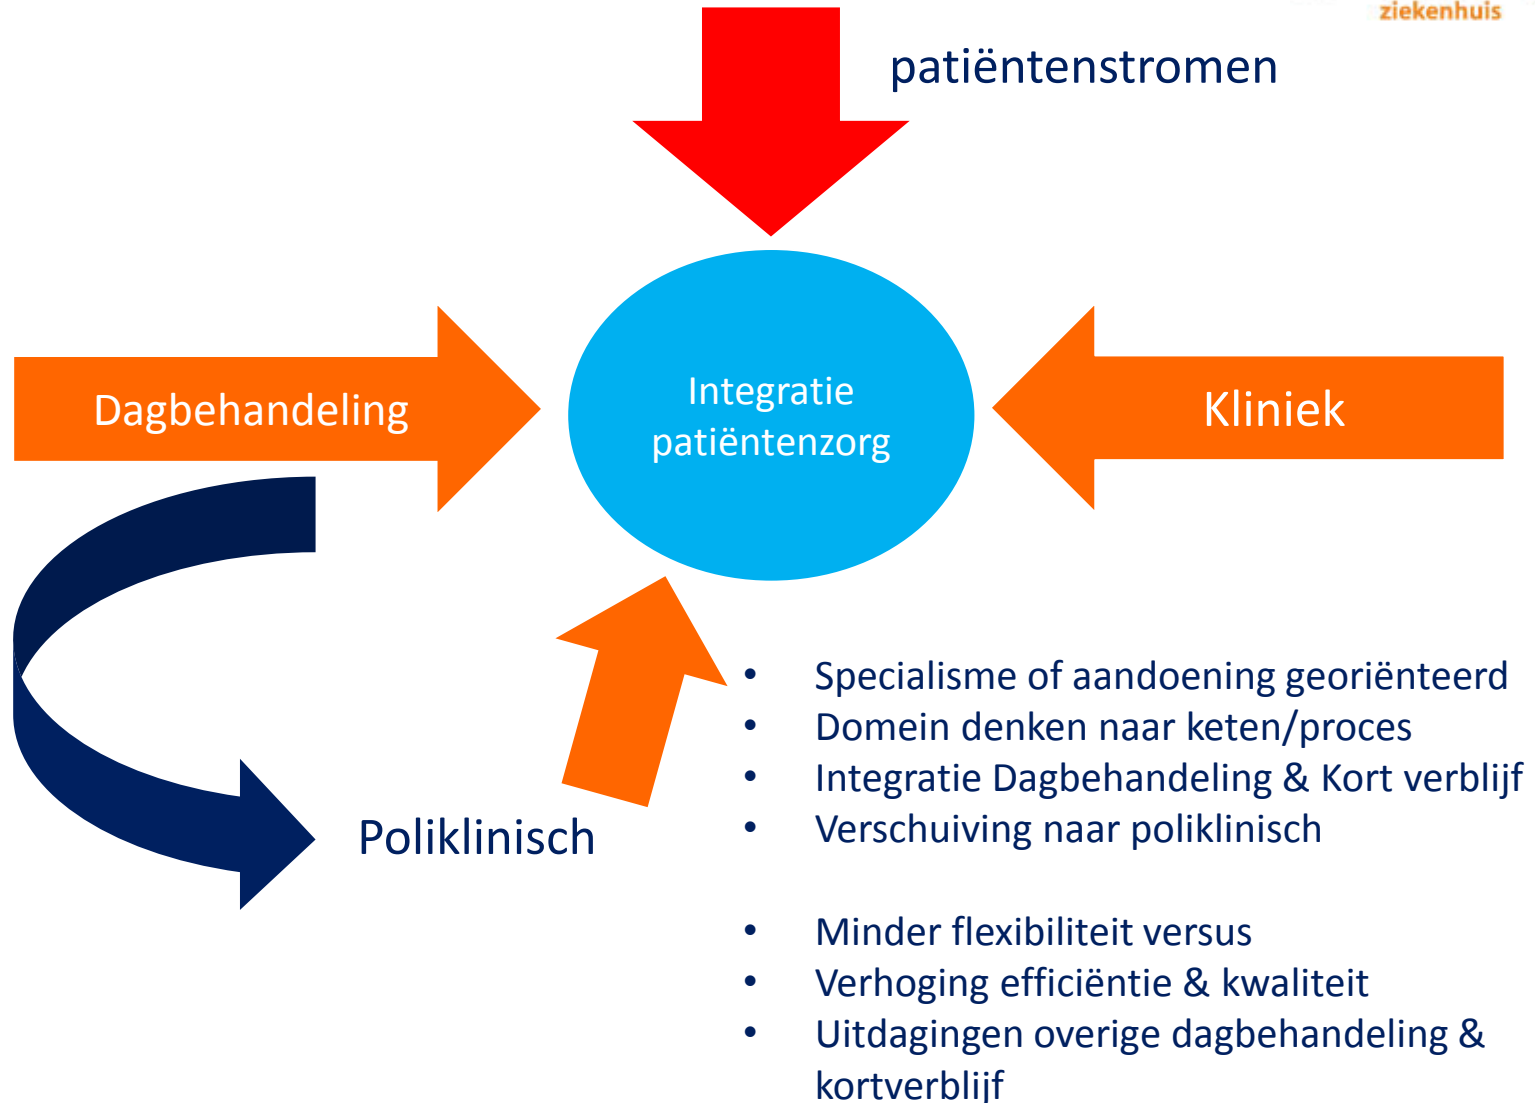 ziekenhuis
patiëntenstromen
Dagbehandeling
Integratie
patiëntenzorg
Kliniek
Poliklinisch
• Specialisme of aandoening georiënteerd
• Domein denken naar keten/proces
• Integratie Dagbehandeling & Kort verblijf
• Verschuiving naar poliklinisch
• Minder flexibiliteit versus
• Verhoging efficiëntie & kwaliteit
• Uitdagingen overige dagbehandeling &
kortverblijf